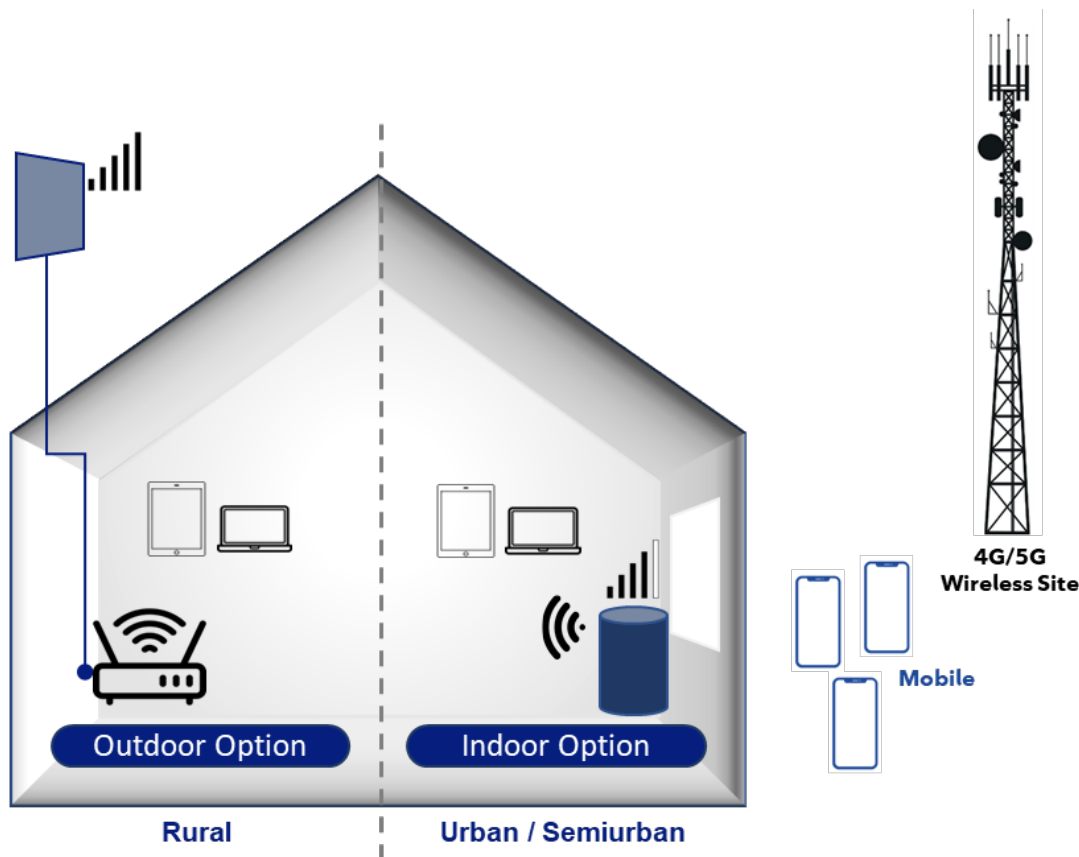 4G/5G
Wireless Site
Mobile
Outdoor Option
Indoor Option
Rural
Urban / Semiurban